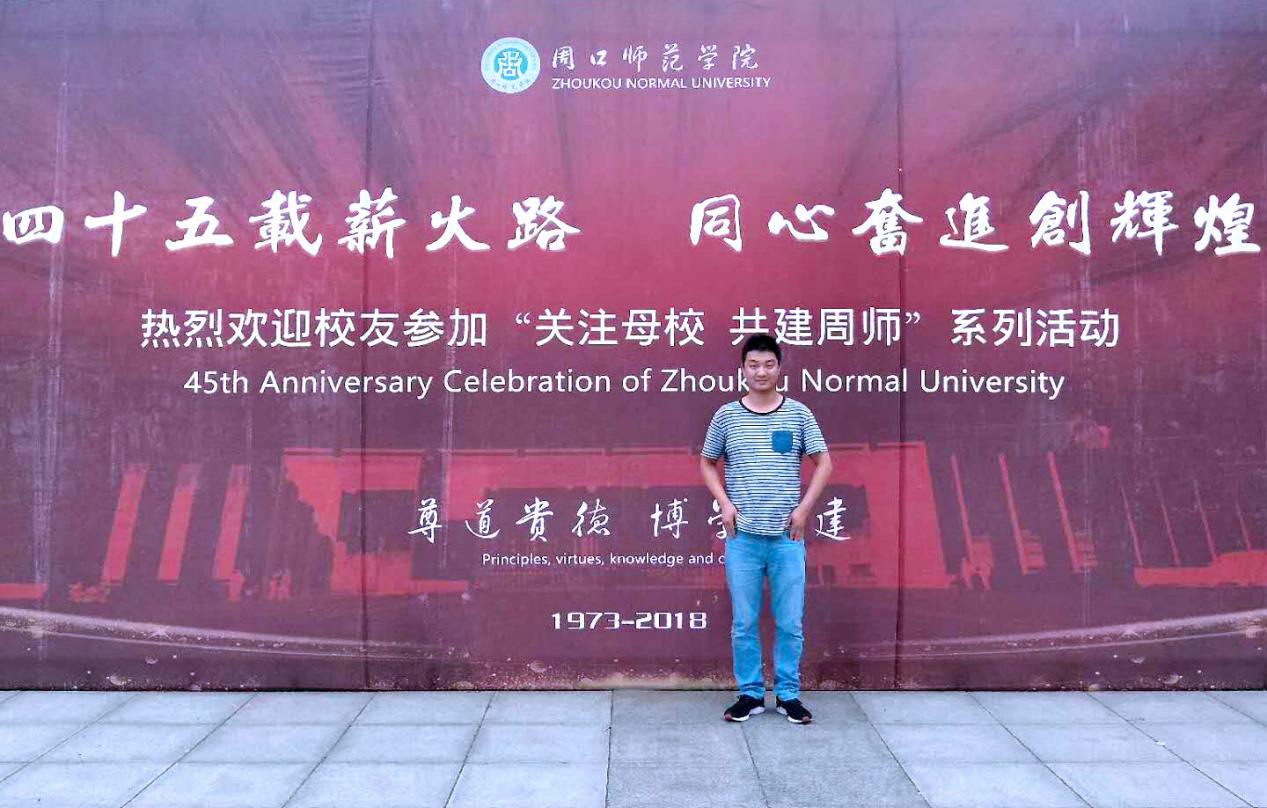 周口师范学院
ZHOUKOU NORMAL UNIVERSITY
四十五載薪火路 同心奮進創輝煌
热烈欢迎校友参加“关注母校 共建周师”系列活动
45th Anniversary Celebration of Zhoukou Normal University
尊道貴德 博学 建
Principles, virtues, knowledge and
1973-2018